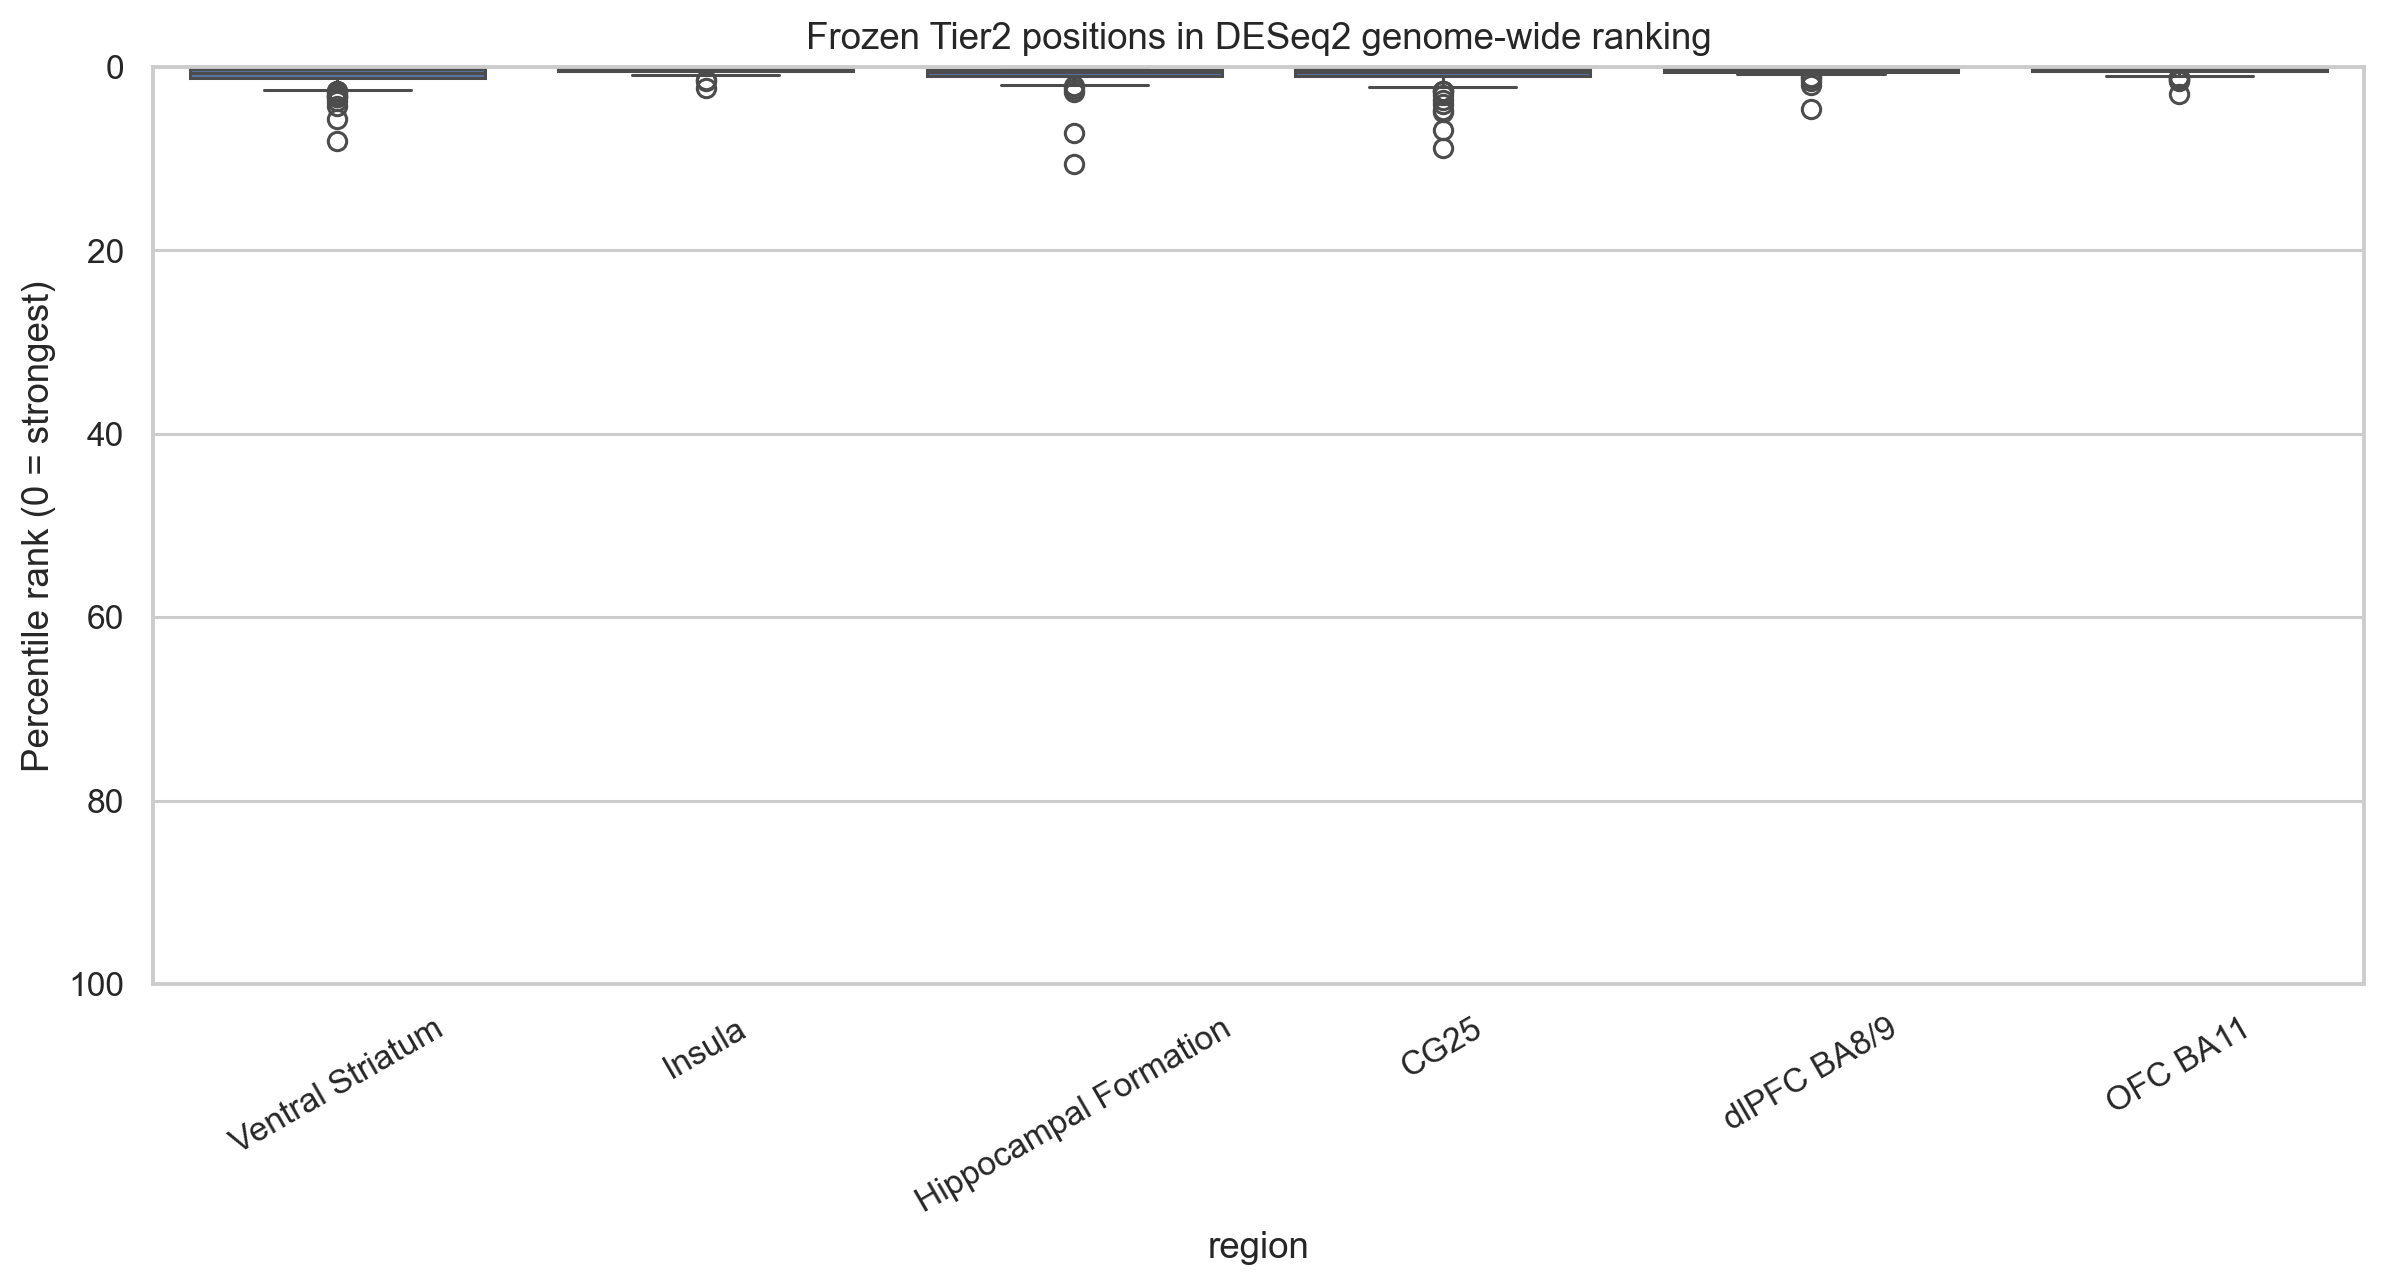 Frozen Tier2 positions in DESeq2 genome-wide ranking
Percentile rank (0 = strongest)
0
20
40
60
80
100
Ventral Striatum
Insula
Hippocampal Formation
CG25
dlPFC BA8/9
OFC BA11
region